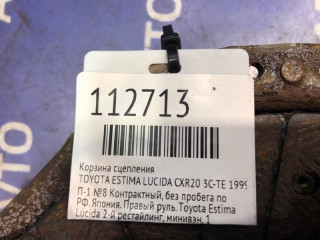 112713
Корзина сцепления
TOYOTA ESTIMA LUCIDA CXR20 3C-TE 1999
П-1 №8 Контрактный, без пробега по
РФ. Япония. Правый руль. Toyota Estima
Lucida 2-й рестайлинг, минивэн, 1